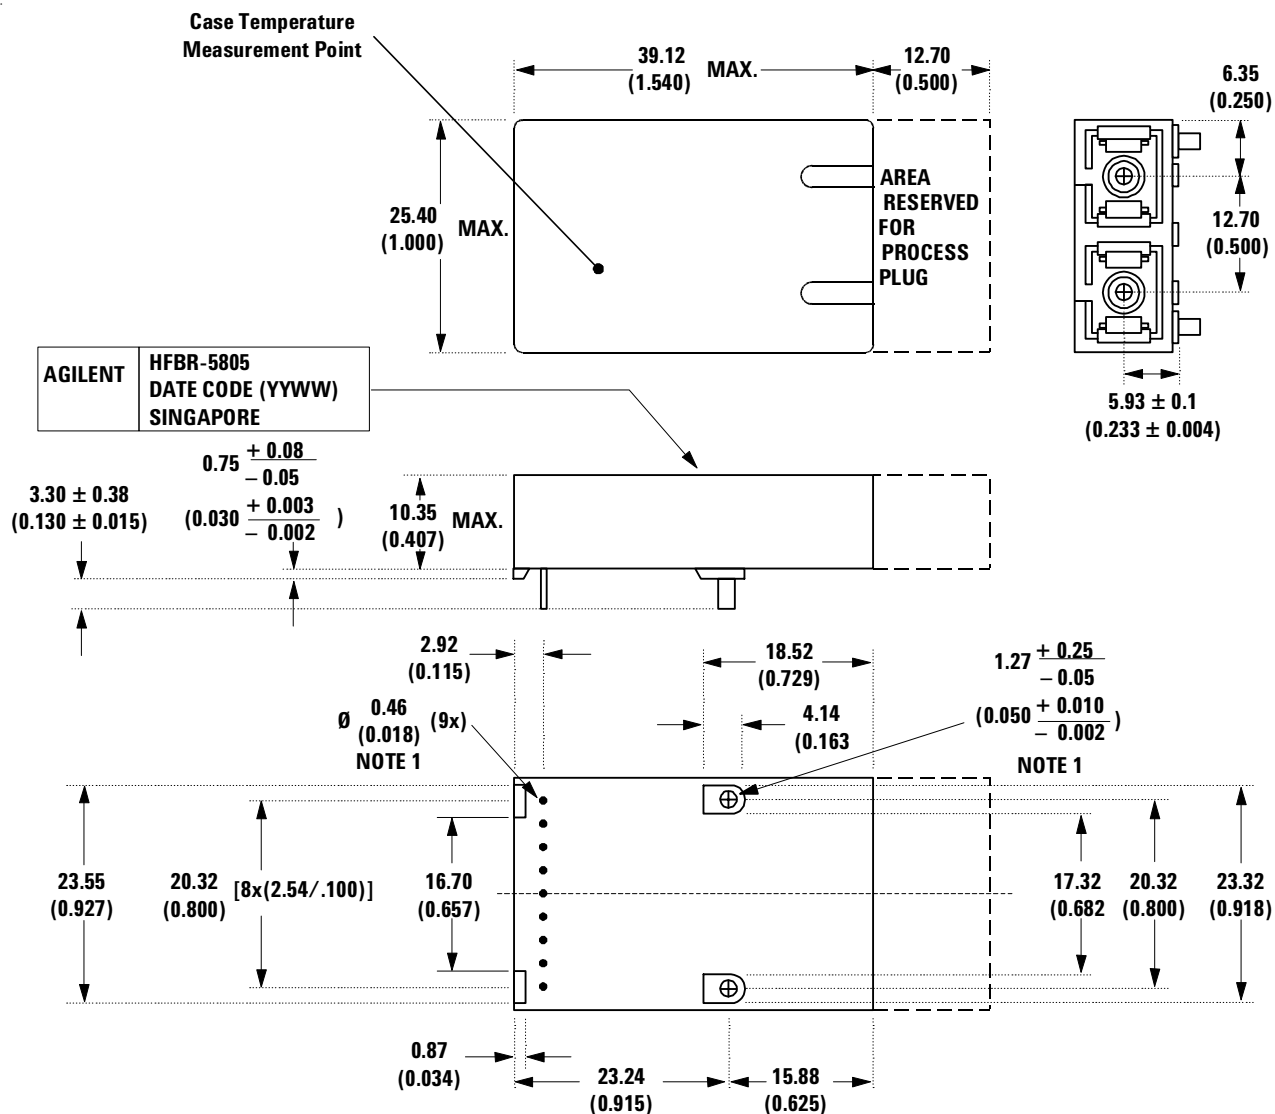 Case Temperature
Measurement Point
39.12
(1.540)
MAX.
12.70
(0.500)
6.35
(0.250)
25.40
(1.000)
MAX.
AREA
RESERVED
FOR
PROCESS
PLUG
12.70
(0.500)
AGILENT
HFBR-5805
DATE CODE (YYWW)
SINGAPORE
5.93 ± 0.1
(0.233 ± 0.004)
3.30 ± 0.38
(0.130 ± 0.015)
0.75 + 0.08
– 0.05
(0.030 + 0.003
– 0.002 )
10.35
(0.407)
MAX.
2.92
(0.115)
18.52
(0.729)
1.27 + 0.25
– 0.05
(0.050 + 0.010
– 0.002 )
NOTE 1
Ø 0.46
(0.018)
(9x)
NOTE 1
4.14
(0.163
23.55
(0.927)
20.32
(0.800)
[8x(2.54/.100)]
16.70
(0.657)
17.32
(0.682
20.32
(0.800)
23.32
(0.918)
0.87
(0.034)
23.24
(0.915)
15.88
(0.625)